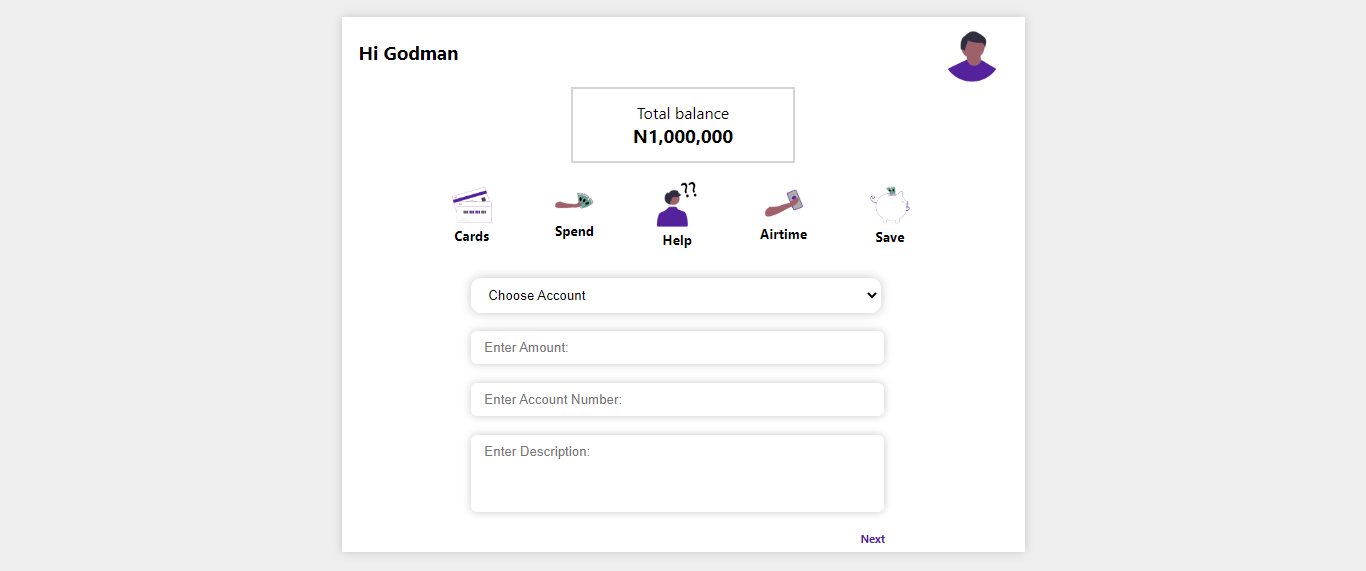 Hi Godman
Total balance
N1,000,000
??
Cards
Spend
Help
Airtime
Save
Choose Account
Enter Amount:
Enter Account Number:
Enter Description:
Next